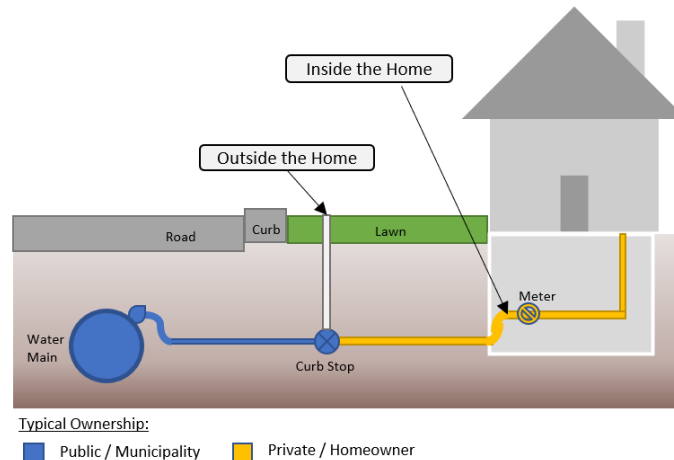 Inside the Home
Outside the Home
Road
Curb
Lawn
Meter
Water
Main
Curb Stop
Typical Ownership:
Public / Municipality
Private / Homeowner